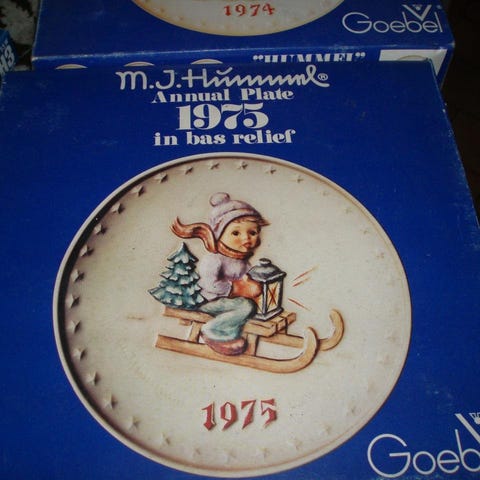 1974
Goebel
"HUMMEL"
M.J.Hummel®
Annual Plate
1975
in bas relief
1975
Goebel